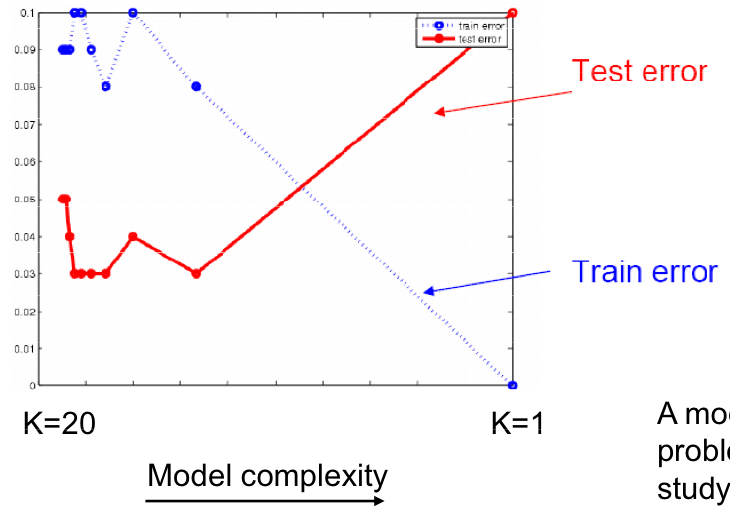 0.1
0.09
0.08
0.07
0.06
0.05
0.04
0.03
0.02
0.01
0
train error
test error
Test error
Train error
K=20
K=1
Model complexity
A mo
proble
study